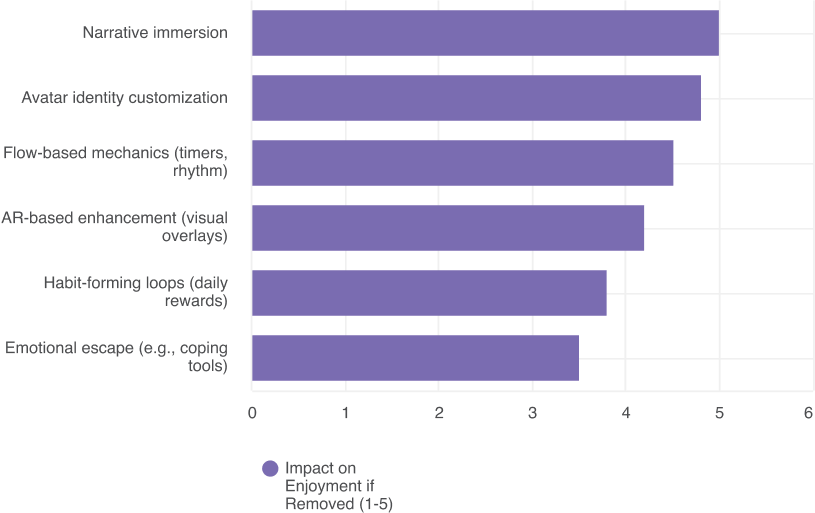 Narrative immersion
Avatar identity customization
Flow-based mechanics (timers,
rhythm)
AR-based enhancement (visual
overlays)
Habit-forming loops (daily
rewards)
Emotional escape (e.g., coping
tools)
0 1 2 3 4 5 6
Impact on
Enjoyment if
Removed (1-5)